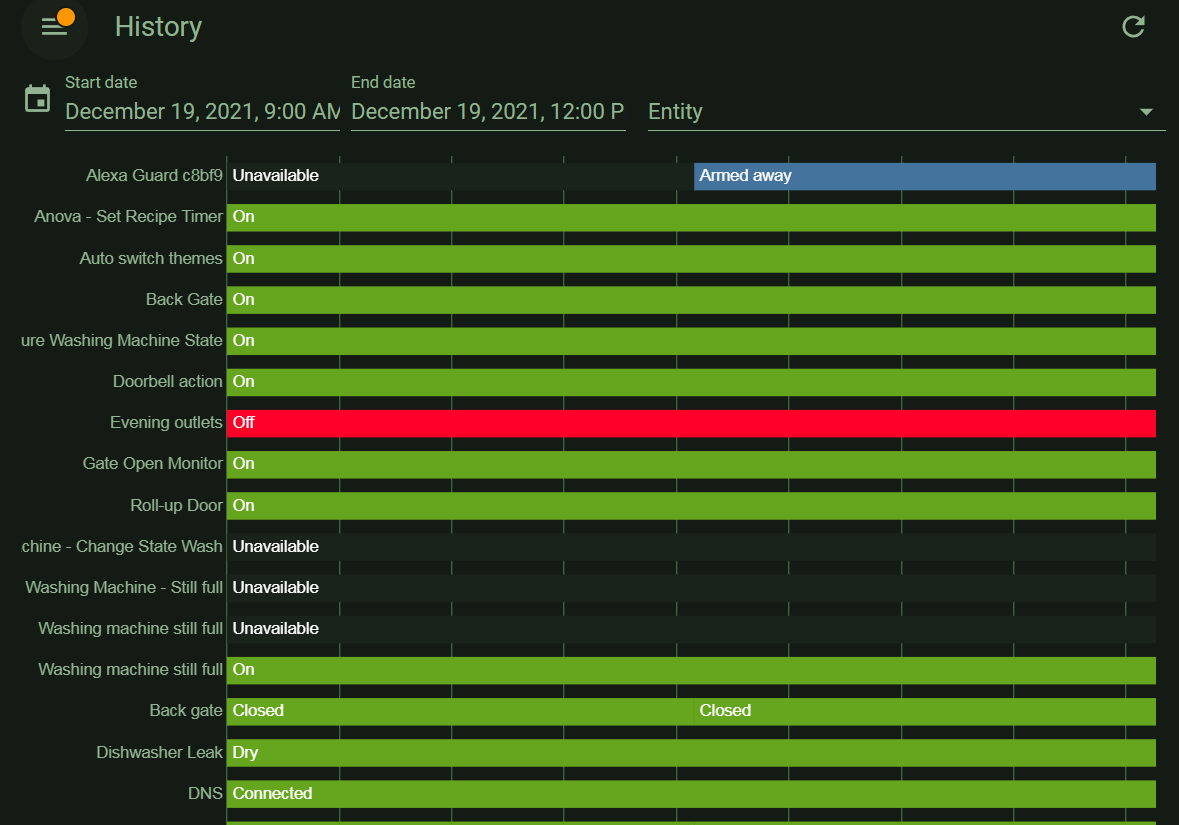 History
Start date
End date
December 19, 2021, 9:00 AM
December 19, 2021, 12:00 P
Entity
Alexa Guard c8bf9 Unavailable Armed away
Anova - Set Recipe Timer On
Auto switch themes On
Back Gate On
ure Washing Machine State On
Doorbell action On
Evening outlets Off
Gate Open Monitor On
Roll-up Door On
chine - Change State Wash Unavailable
Washing Machine - Still full Unavailable
Washing machine still full Unavailable
Washing machine still full On
Back gate Closed Closed
Dishwasher Leak Dry
DNS Connected